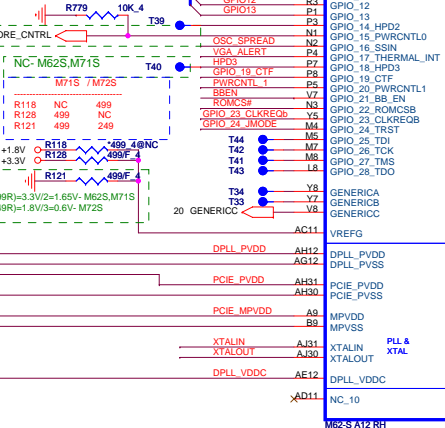 GPIO12 R3 GPIO_12
R779 10K_4 GPIO13 P1 GPIO_13
T39 P3 GPIO_14_HPD2
ORE_CNTRL N1 GPIO_15_PWRCNTL0
OSC_SPREAD N2 GPIO_16_SSIN
VGA_ALERT P4 GPIO_17_THERMAL_INT
NC- M62S,M71S T40 HPD3 P7 GPIO_18_HPD3
GPIO_19_CTF P8 GPIO_19_CTF
M71S / M72S PWRCNTL_1 P5 GPIO_20_PWRCNTL1
BBEN V7 GPIO_21_BB_EN
R118 NC 499 ROMCS# N3 GPIO_22_ROMCSB
R128 NC 499 GPIO_23_CLKREQb Y5 GPIO_23_CLKREQB
R121 499 249 GPIO_24_JMODE M4 GPIO_24_TRST
T44 M5 GPIO_25_TDI
+1.8V R118 *499_4@NC T42 M7 GPIO_26_TCK
+3.3V R128 499/F_4 T41 M8 GPIO_27_TMS
T43 L8 GPIO_28_TDO
R121 499/F_4
T34 Y8 GENERICA
99R)=3.3V/2=1.65V- M62S,M71S T33 Y7 GENERICB
49R)=1.8V/3=0.6V- M72S 20 GENERICC V8 GENERICC
AC11 VREFG
DPLL_PVDD AH12 DPLL_PVDD
AG12 DPLL_PVSS
PCIE_PVDD AH31 PCIE_PVDD
AH30 PCIE_PVSS
PCIE_MPVDD A9 MPVDD
B9 MPVSS
XTALIN AJ31 XTALIN PLL &
XTALOUT AJ30 XTALOUT XTAL
DPLL_VDDC AE12 DPLL_VDDC
AD11 NC_10
M62-S A12 RH